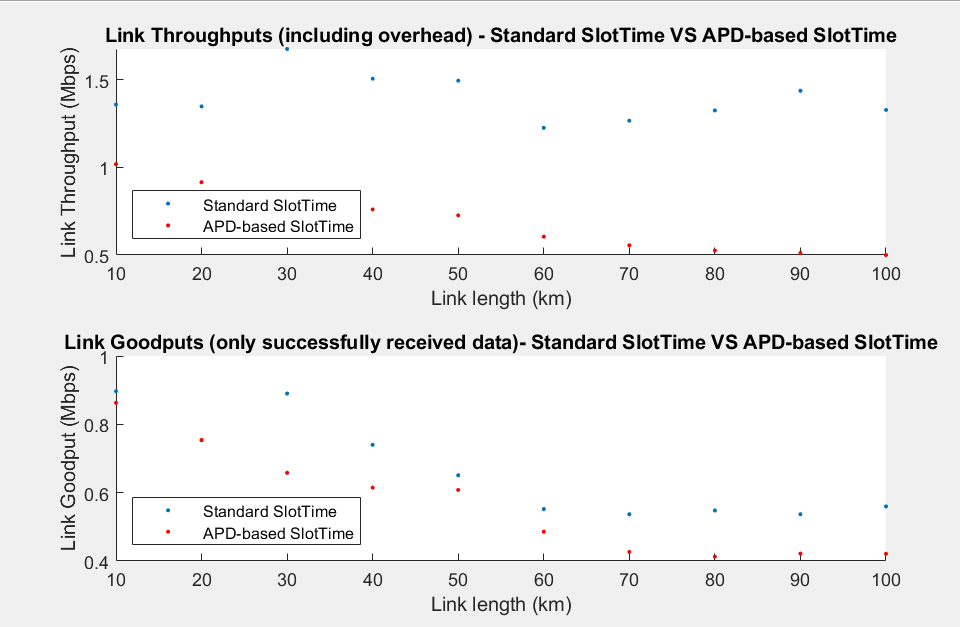 Link Throughputs (including overhead) - Standard SlotTime VS APD-based SlotTime
Link Throughput (Mbps)
1.5
1
0.5
Standard SlotTime
APD-based SlotTime
10 20 30 40 50 60 70 80 90 100
Link length (km)
Link Goodputs (only successfully received data)- Standard SlotTime VS APD-based SlotTime
Link Goodput (Mbps)
1
0.8
0.6
0.4
Standard SlotTime
APD-based SlotTime
10 20 30 40 50 60 70 80 90 100
Link length (km)